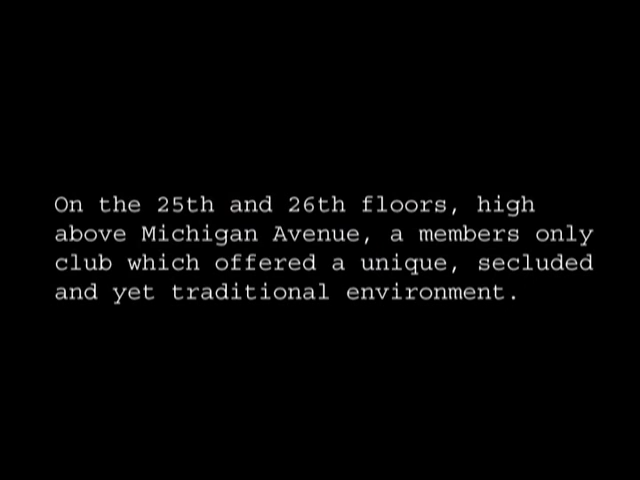 On the 25th and 26th floors, high
above Michigan Avenue, a members only
club which offered a unique, secluded
and yet traditional environment.